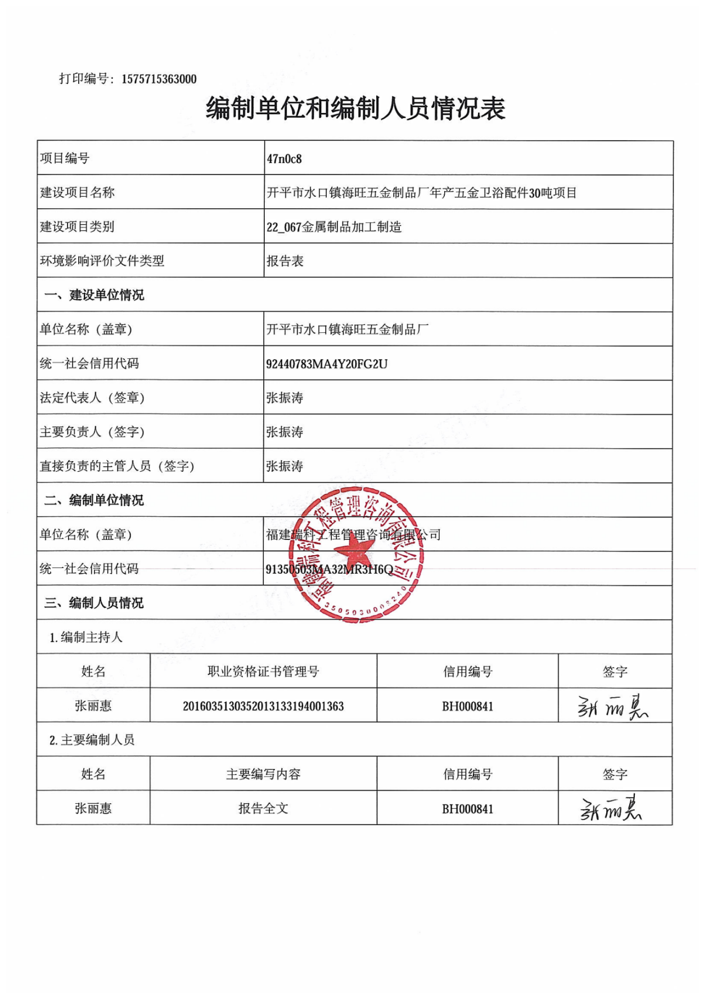 打印编号: 1575715363000
编制单位和编制人员情况表
项目编号 47n0c8
建设项目名称 开平市水口镇海旺五金制品厂年产五金卫浴配件30吨项目
建设项目类别 22_067金属制品加工制造
环境影响评价文件类型 报告表
一、建设单位情况
单位名称（盖章） 开平市水口镇海旺五金制品厂
统一社会信用代码 92440783MA4Y20FG2U
法定代表人（签章） 张振涛
主要负责人（签字） 张振涛
直接负责的主管人员（签字） 张振涛
二、编制单位情况
单位名称（盖章） 福建瑞科工程管理咨询有限公司
统一社会信用代码 91350503MA32MR3H6Q
福建瑞科工程管理咨询有限公司
3505030008240
三、编制人员情况
1.编制主持人
姓名 职业资格证书管理号 信用编号 签字
张丽惠 2016035130352013133194001363 BH000841 张丽惠
2.主要编制人员
姓名 主要编写内容 信用编号 签字
张丽惠 报告全文 BH000841 张丽惠